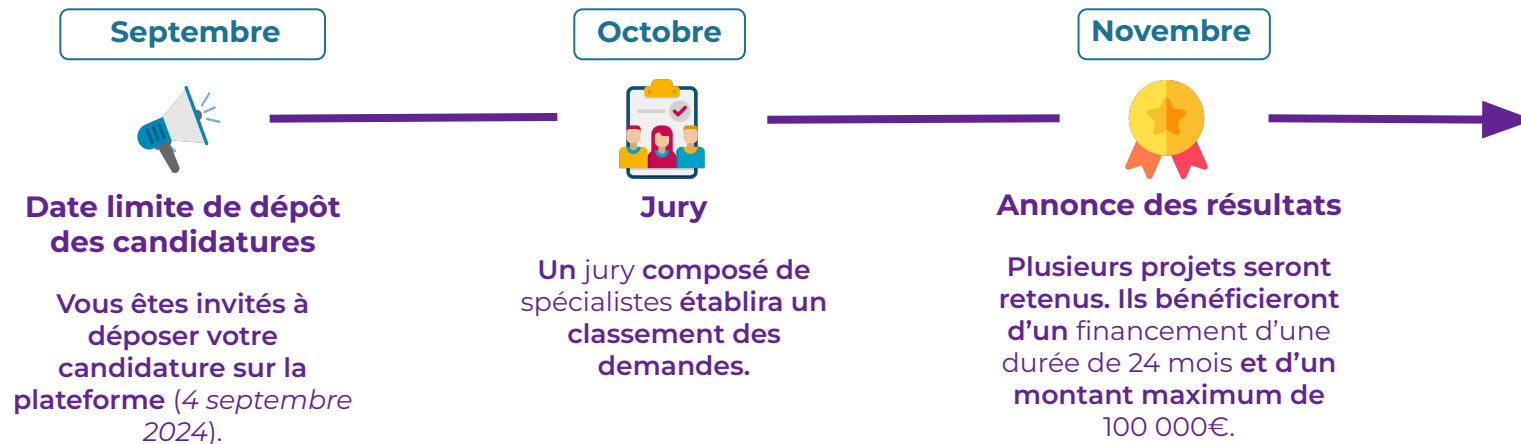 Septembre
Date limite de dépôt
des candidatures
Vous êtes invités à
déposer votre
candidature sur la
plateforme (4 septembre
2024).
Octobre
Jury
Un jury composé de
spécialistes établira un
classement des
demandes.
Novembre
Annonce des résultats
Plusieurs projets seront
retenus. Ils bénéficieront
d’un financement d’une
durée de 24 mois et d’un
montant maximum de
100 000€.